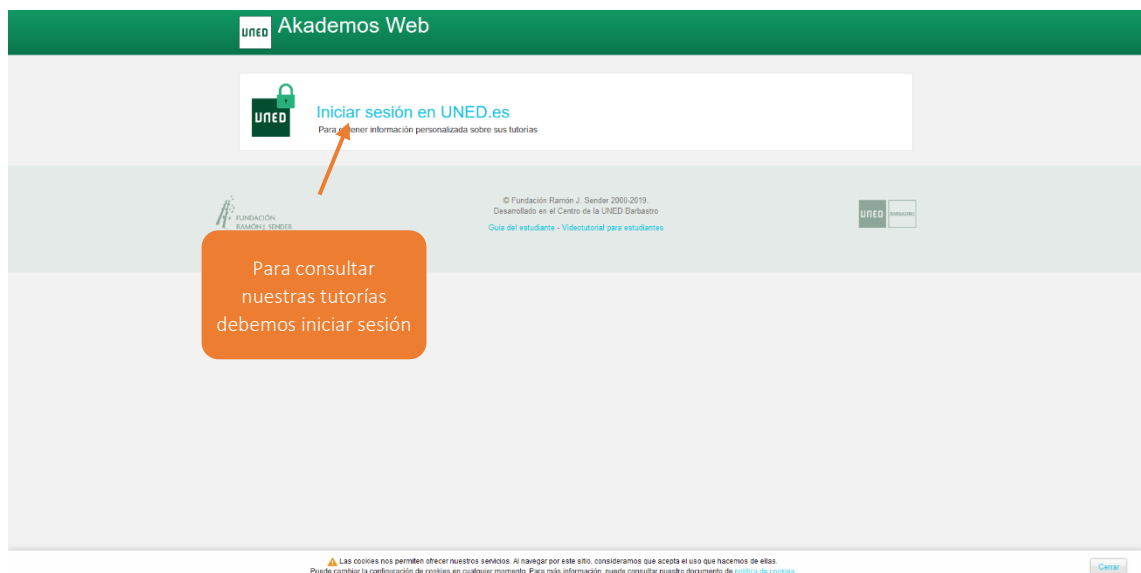 UNED Akademos Web
UNED
Iniciar sesión en UNED.es
Para obtener información personalizada sobre sus tutorias
FUNDACIÓN
RAMÓN J. SENDER
© Fundación Ramón J. Sender 2000-2019.
Desarrollado en el Centro de la UNED Barbastro
Guía del estudiante - Videotutorial para estudiantes
UNED BARBASTRO
Para consultar
nuestras tutorías
debemos iniciar sesión
Las cookies nos permiten ofrecer nuestros servicios. Al navegar por este sitio, consideramos que acepta el uso que hacemos de ellas.
Puede cambiar la configuración de cookies en cualquier momento. Para más información, puede consultar nuestro documento de política de cookies
Cerrar